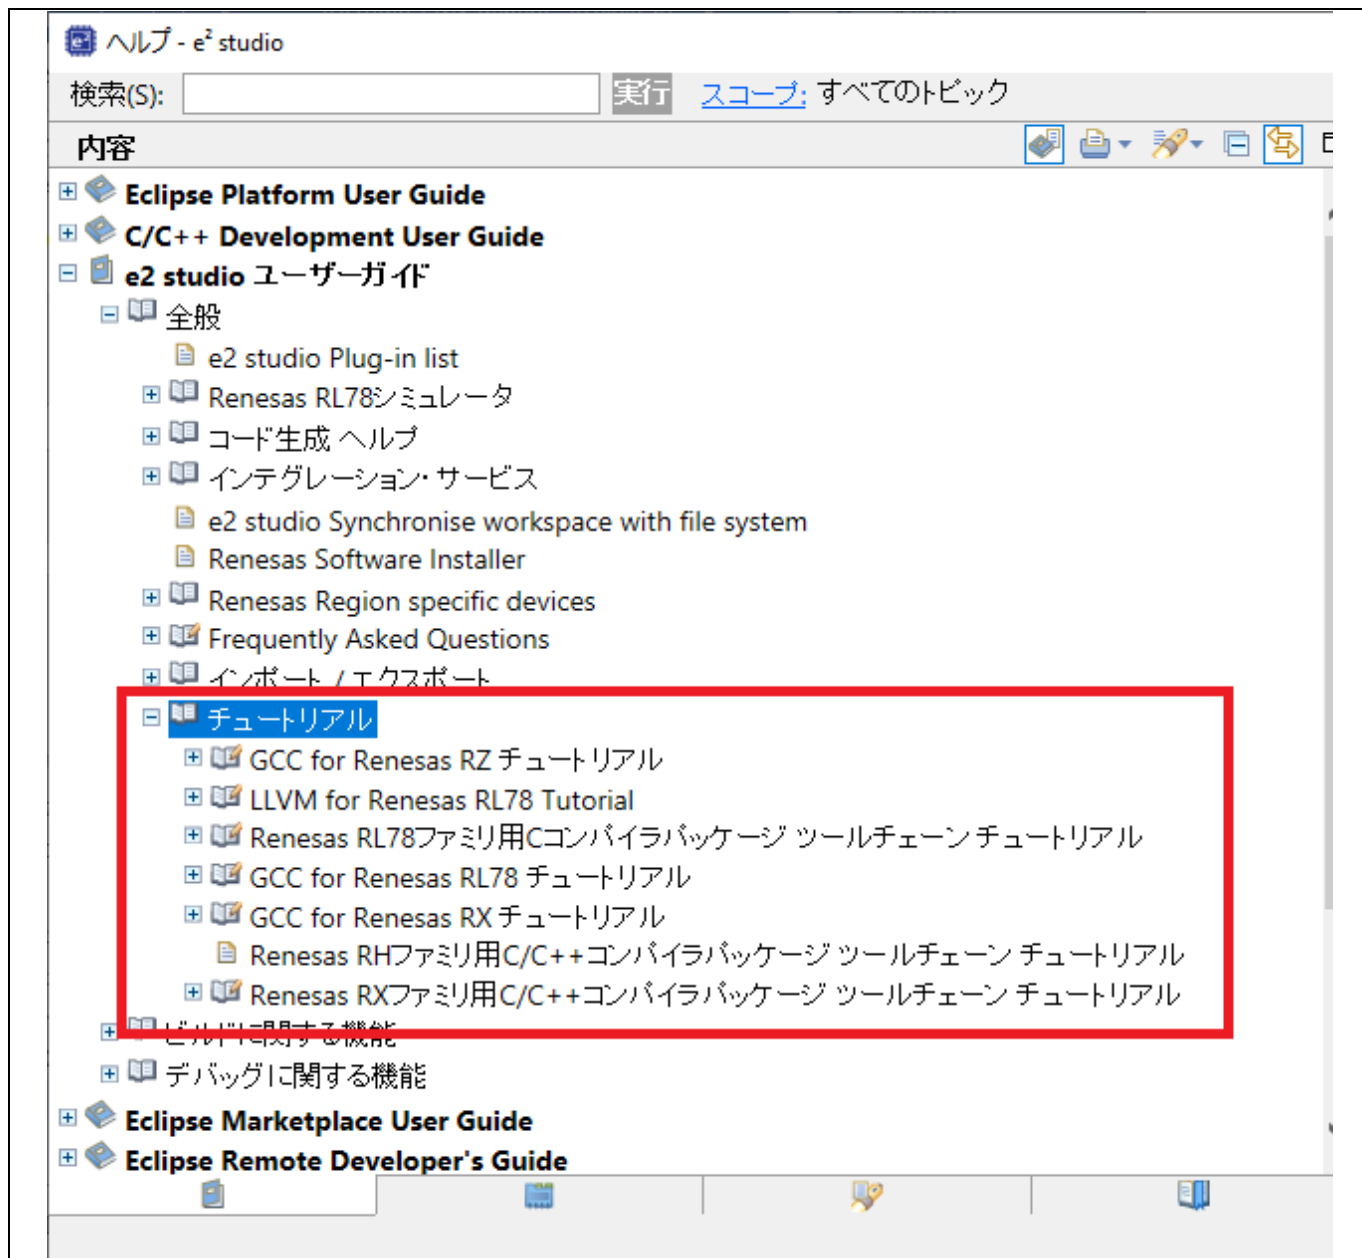 ヘルプ - e² studio
検索(S): 実行 スコープ: すべてのトピック
内容
Eclipse Platform User Guide
C/C++ Development User Guide
e2 studio ユーザーガイド
全般
e2 studio Plug-in list
Renesas RL78シミュレータ
コード生成 ヘルプ
インテグレーション・サービス
e2 studio Synchronise workspace with file system
Renesas Software Installer
Renesas Region specific devices
Frequently Asked Questions
インポート / エクスポート
チュートリアル
GCC for Renesas RZ チュートリアル
LLVM for Renesas RL78 Tutorial
Renesas RL78ファミリ用Cコンパイラパッケージ ツールチェーン チュートリアル
GCC for Renesas RL78 チュートリアル
GCC for Renesas RX チュートリアル
Renesas RHファミリ用C/C++コンパイラパッケージ ツールチェーン チュートリアル
Renesas RXファミリ用C/C++コンパイラパッケージ ツールチェーン チュートリアル
ビルドに関する機能
デバッグに関する機能
Eclipse Marketplace User Guide
Eclipse Remote Developer's Guide